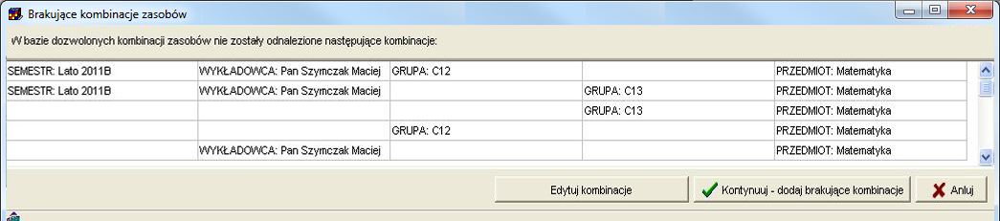 Brakujące kombinacje zasobów
W bazie dozwolonych kombinacji zasobów nie zostały odnalezione następujące kombinacje:
SEMESTR: Lato 2011B WYKŁADOWCA: Pan Szymczak Maciej GRUPA: C12 PRZEDMIOT: Matematyka
SEMESTR: Lato 2011B WYKŁADOWCA: Pan Szymczak Maciej GRUPA: C13 PRZEDMIOT: Matematyka
GRUPA: C13 PRZEDMIOT: Matematyka
GRUPA: C12 PRZEDMIOT: Matematyka
WYKŁADOWCA: Pan Szymczak Maciej PRZEDMIOT: Matematyka
Edytuj kombinacje Kontynuuj - dodaj brakujące kombinacje Anluj